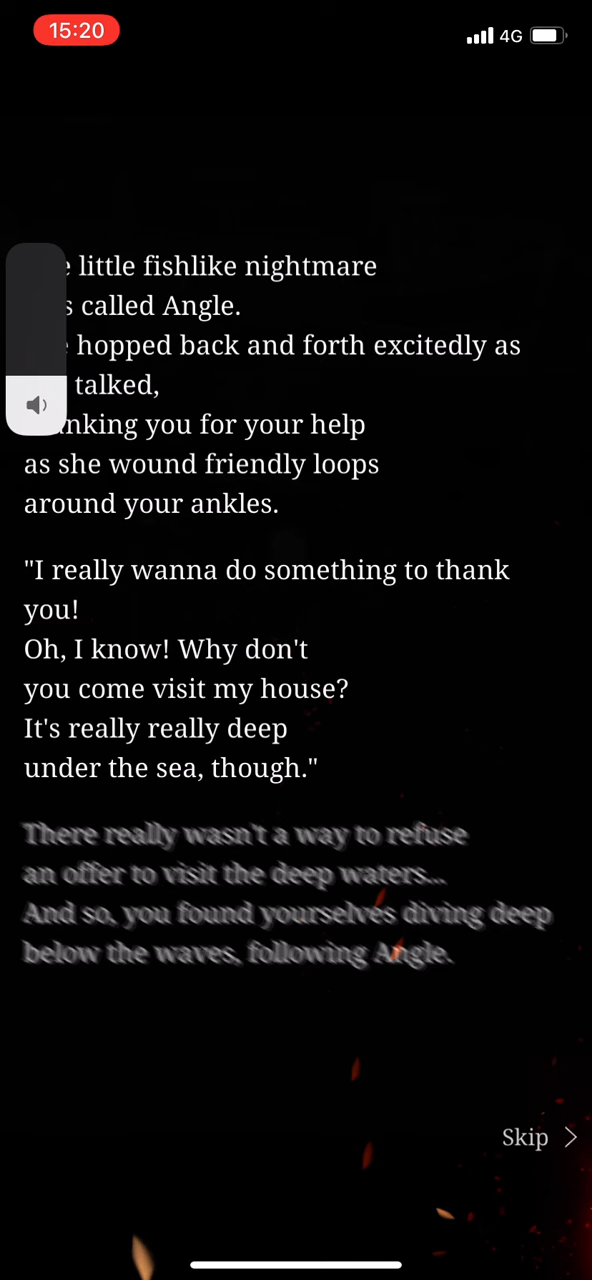 15:20
4G
little fishlike nightmare
called Angle.
hopped back and forth excitedly as
talked,
you for your help
as she wound friendly loops
around your ankles.
"I really wanna do something to thank
you!
Oh, I know! Why don't
you come visit my house?
It's really really deep
under the sea, though."
There really wasn't a way to refuse
an offer to visit the deep waters...
And so, you found yourselves diving deep
below the waves, following Angle.
Skip